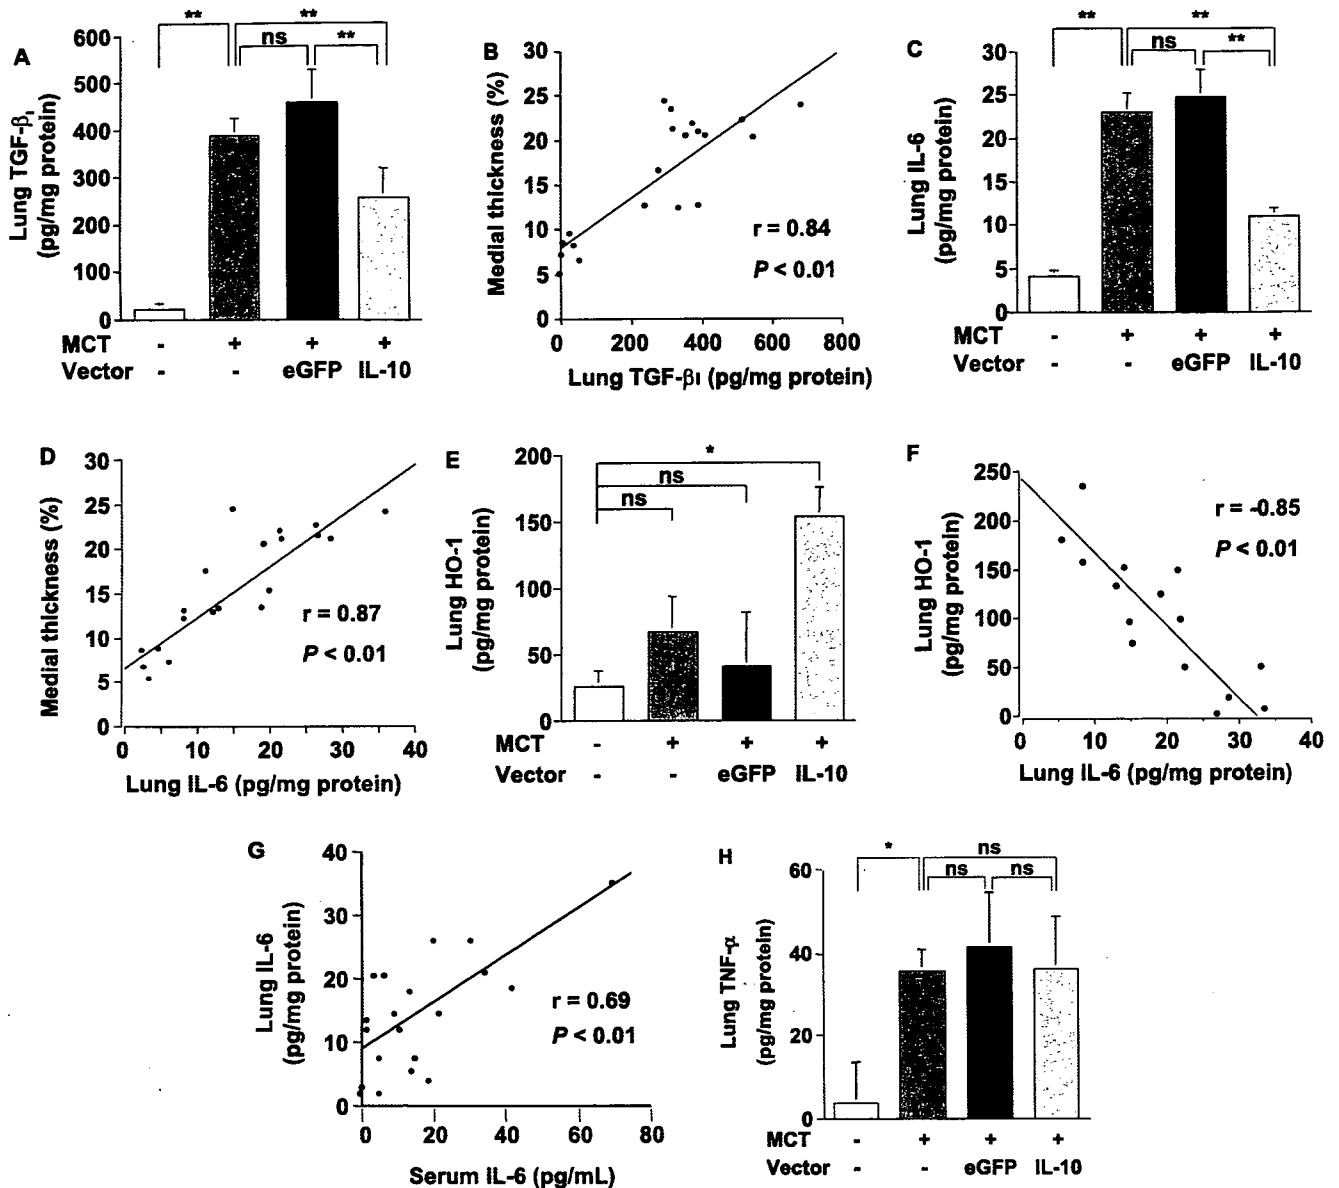 A
**
**
ns
**
600
500
400
300
200
100
0
Lung TGF-β₁
(pg/mg protein)
MCT - + + +
Vector - - eGFP IL-10
B
30
25
20
15
10
5
0
Medial thickness (%)
r = 0.84
P < 0.01
0 200 400 600 800
Lung TGF-β₁ (pg/mg protein)
C
**
**
ns
**
30
25
20
15
10
5
0
Lung IL-6
(pg/mg protein)
MCT - + + +
Vector - - eGFP IL-10
D
30
25
20
15
10
5
0
Medial thickness (%)
r = 0.87
P < 0.01
0 10 20 30 40
Lung IL-6 (pg/mg protein)
E
*
ns
ns
200
150
100
50
0
Lung HO-1
(pg/mg protein)
MCT - + + +
Vector - - eGFP IL-10
F
250
200
150
100
50
0
Lung HO-1
(pg/mg protein)
r = -0.85
P < 0.01
0 10 20 30 40
Lung IL-6 (pg/mg protein)
G
40
30
20
10
0
Lung IL-6
(pg/mg protein)
r = 0.69
P < 0.01
0 20 40 60 80
Serum IL-6 (pg/mL)
H
*
ns
ns
ns
60
40
20
0
Lung TNF-α
(pg/mg protein)
MCT - + + +
Vector - - eGFP IL-10